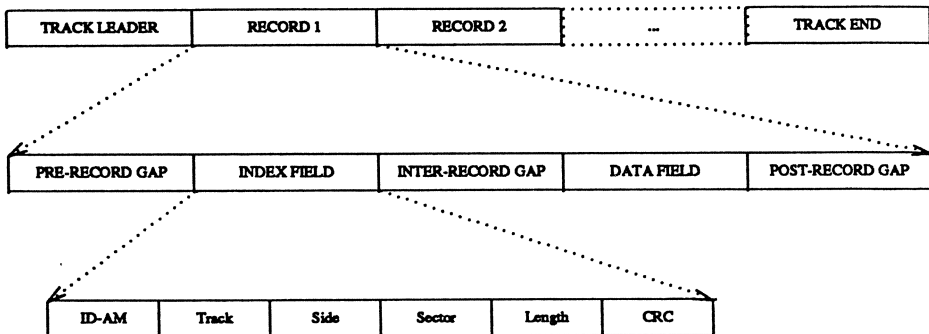 TRACK LEADER RECORD 1 RECORD 2 ... TRACK END
PRE-RECORD GAP INDEX FIELD INTER-RECORD GAP DATA FIELD POST-RECORD GAP
ID-AM Track Side Sector Length CRC